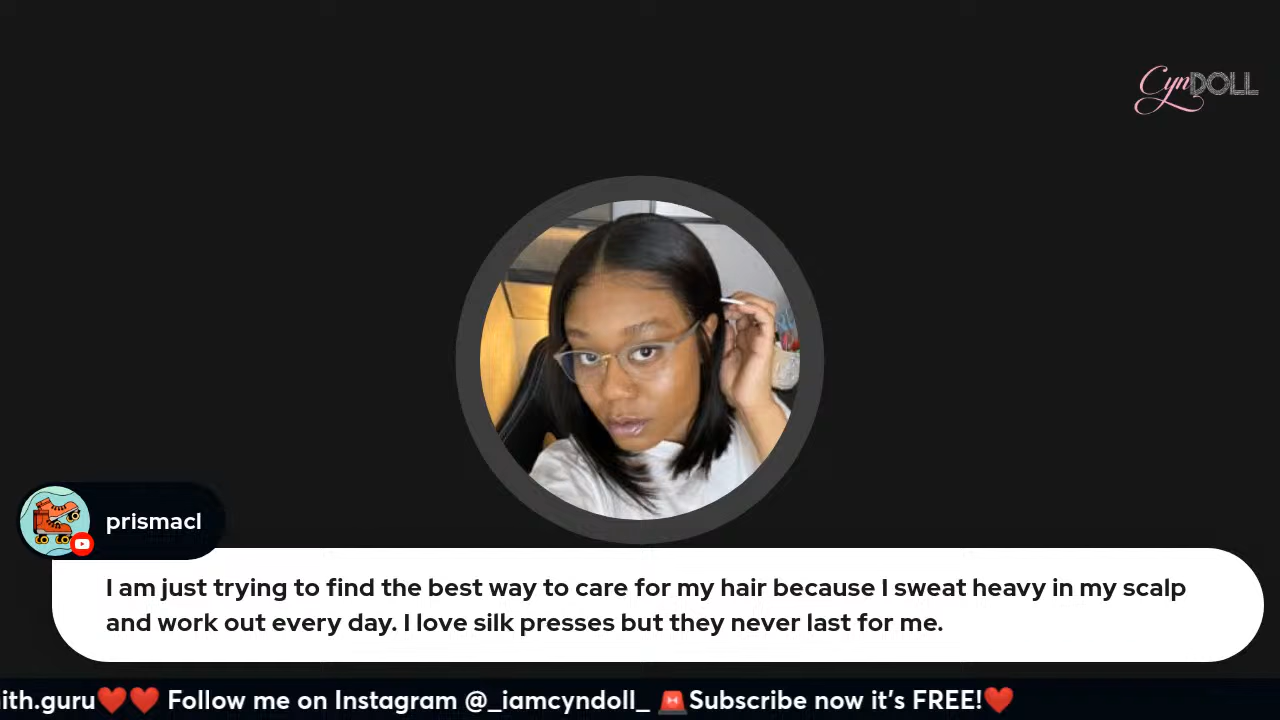 CynDOLL
prismacl
I am just trying to find the best way to care for my hair because I sweat heavy in my scalp
and work out every day. I love silk presses but they never last for me.
ith.guru❤️❤️ Follow me on Instagram @_iamcyndoll_ 🚨Subscribe now it's FREE!❤️